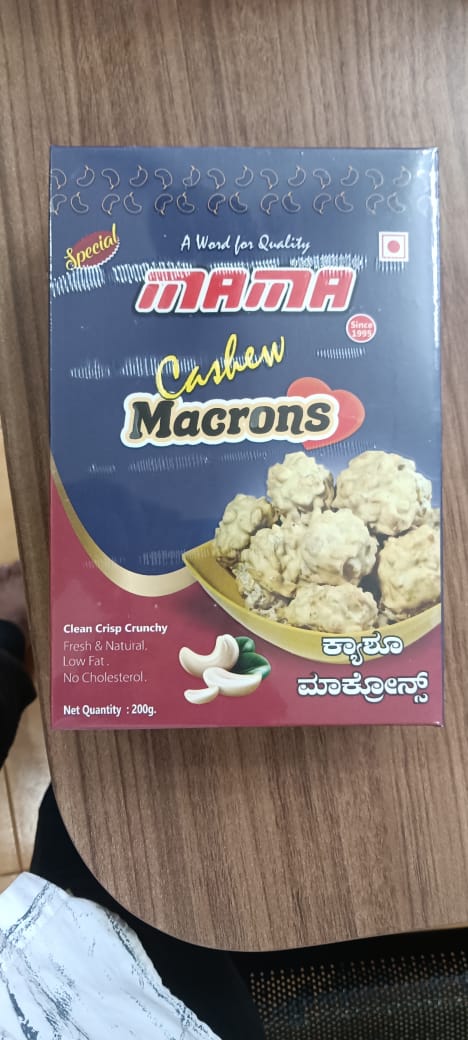 Special
A Word for Quality
MAMA
Since
1995
Cashew
Macrons
Clean Crisp Crunchy
Fresh & Natural.
Low Fat .
No Cholesterol.
Net Quantity : 200g.
ಕ್ಯಾಶೂ
ಮಾಕ್ರೋನ್ಸ್